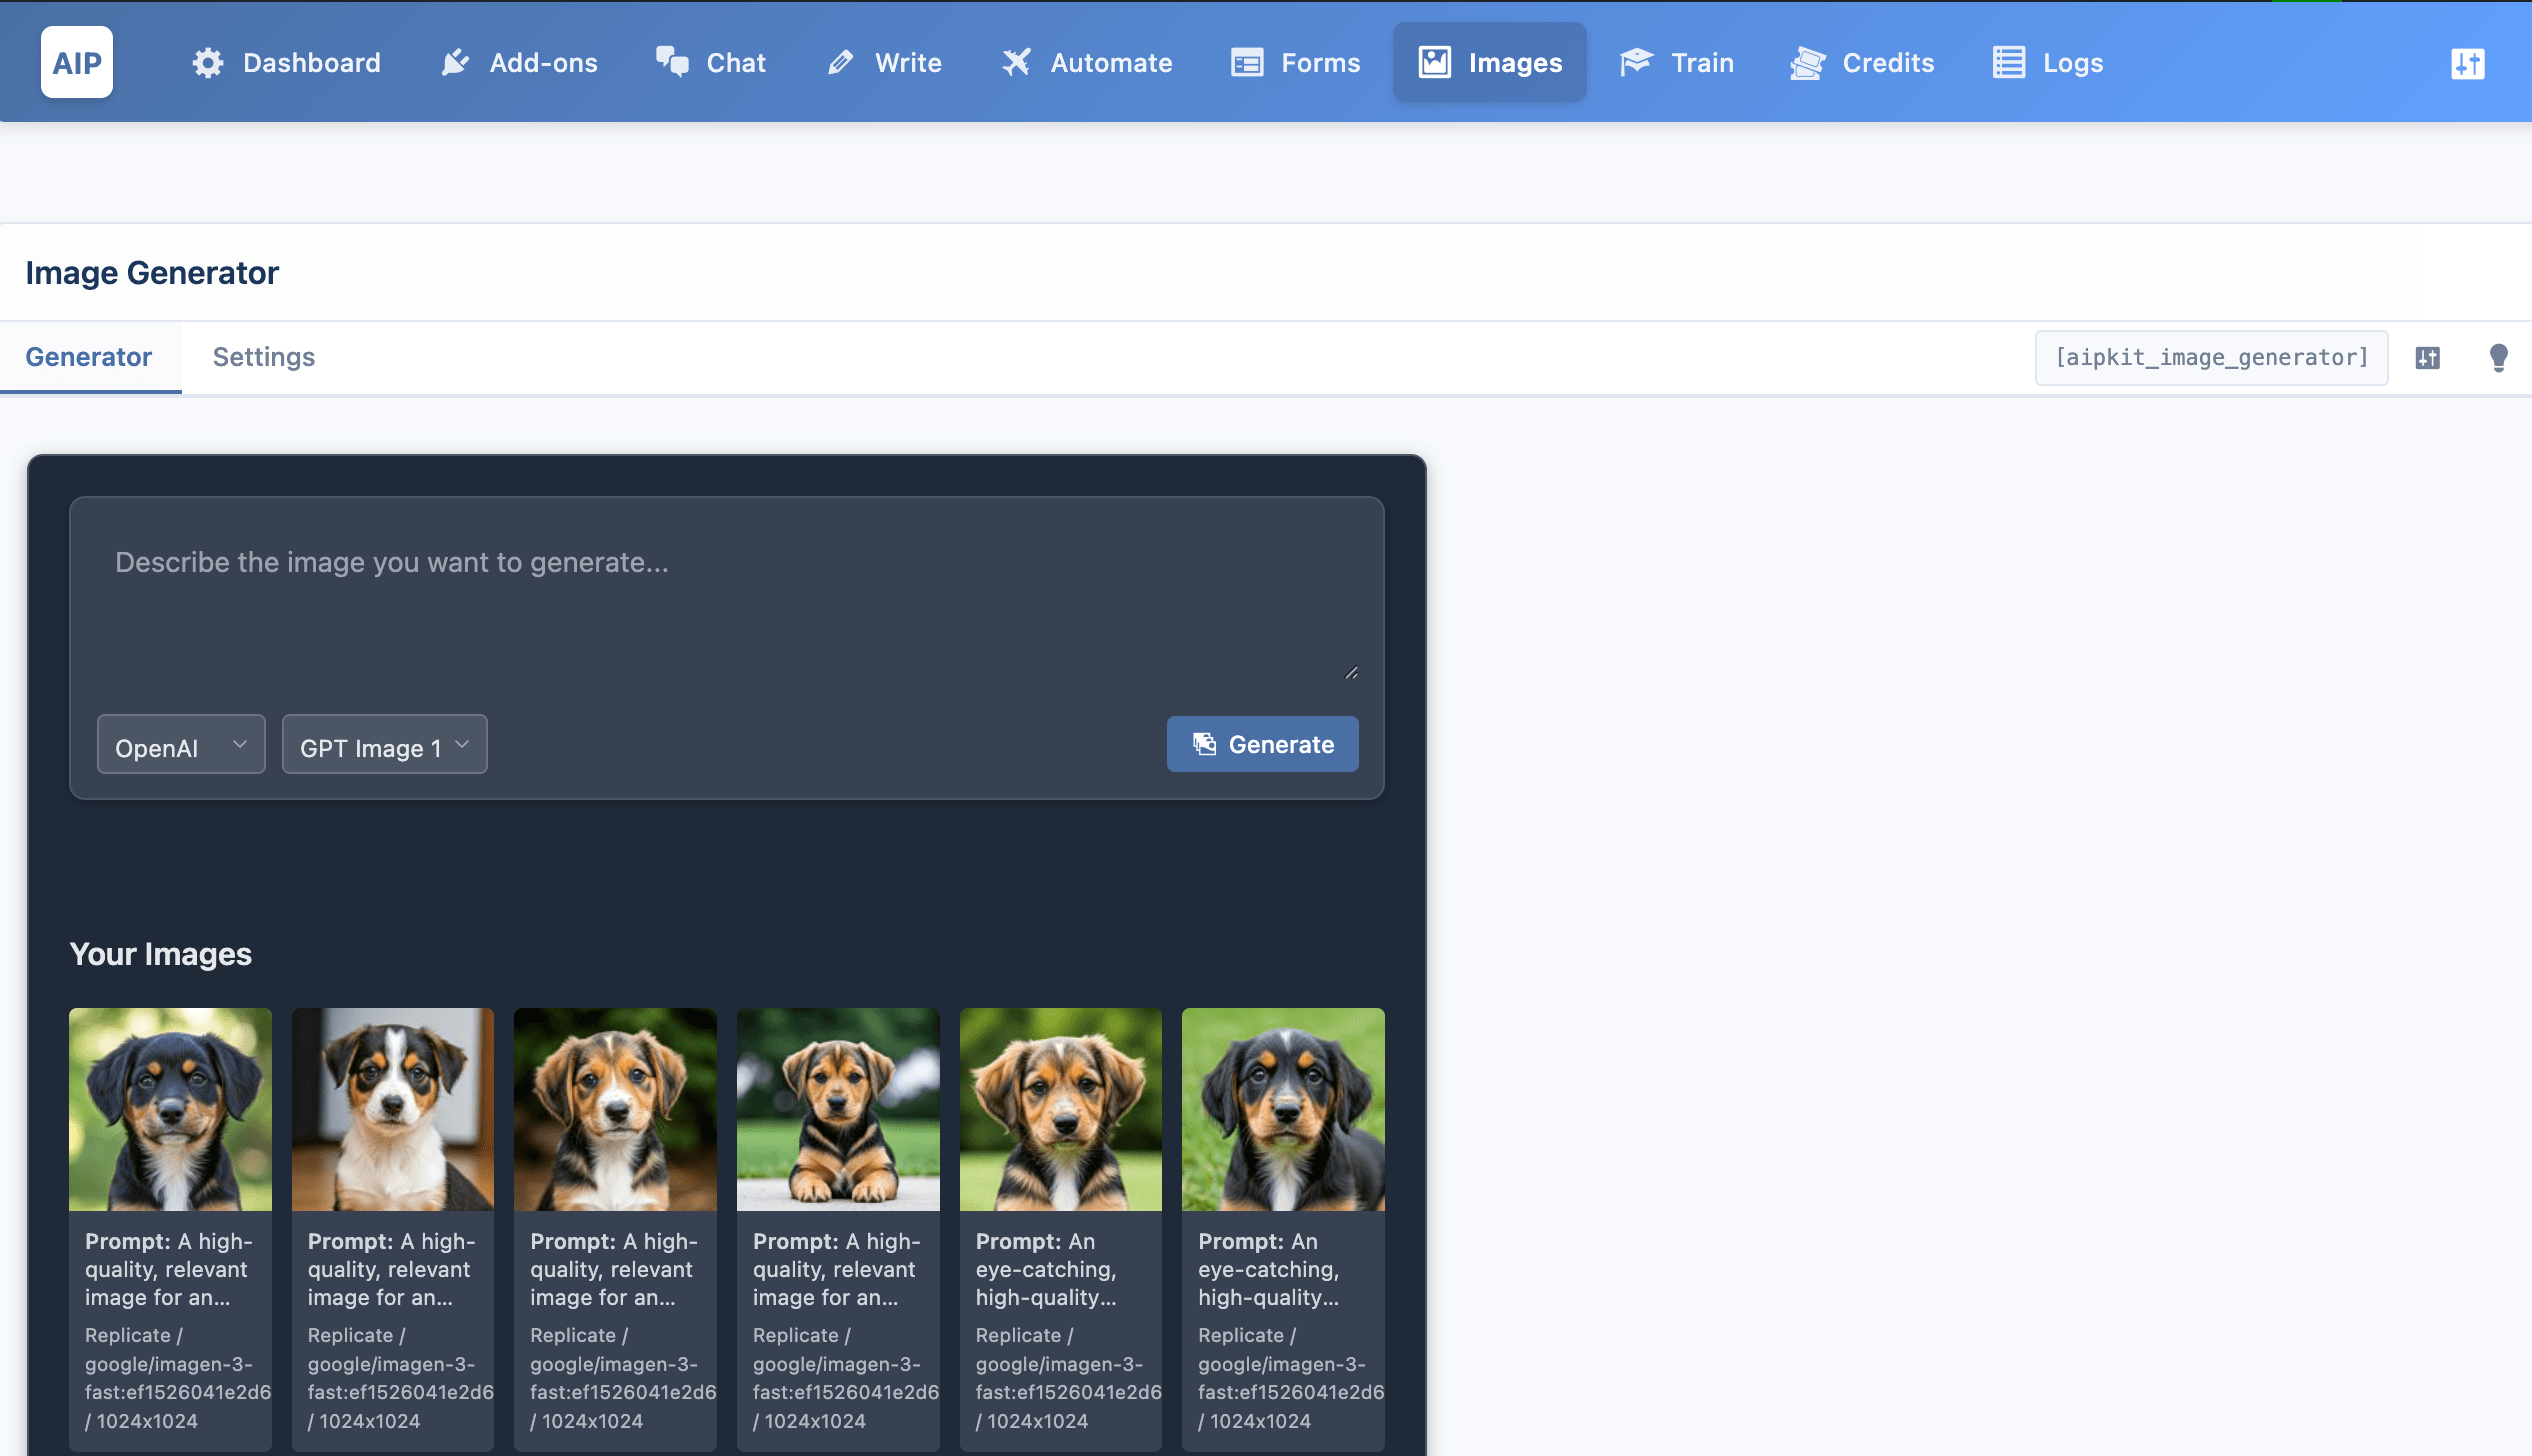 AIP
Dashboard
Add-ons
Chat
Write
Automate
Forms
Images
Train
Credits
Logs
Image Generator
Generator
Settings
[aipkit_image_generator]
Describe the image you want to generate...
OpenAI
GPT Image 1
Generate
Your Images
Prompt: A high-
quality, relevant
image for an...
Replicate /
google/imagen-3-
fast:ef1526041e2d6
/ 1024x1024
Prompt: A high-
quality, relevant
image for an...
Replicate /
google/imagen-3-
fast:ef1526041e2d6
/ 1024x1024
Prompt: A high-
quality, relevant
image for an...
Replicate /
google/imagen-3-
fast:ef1526041e2d6
/ 1024x1024
Prompt: A high-
quality, relevant
image for an...
Replicate /
google/imagen-3-
fast:ef1526041e2d6
/ 1024x1024
Prompt: An
eye-catching,
high-quality...
Replicate /
google/imagen-3-
fast:ef1526041e2d6
/ 1024x1024
Prompt: An
eye-catching,
high-quality...
Replicate /
google/imagen-3-
fast:ef1526041e2d6
/ 1024x1024